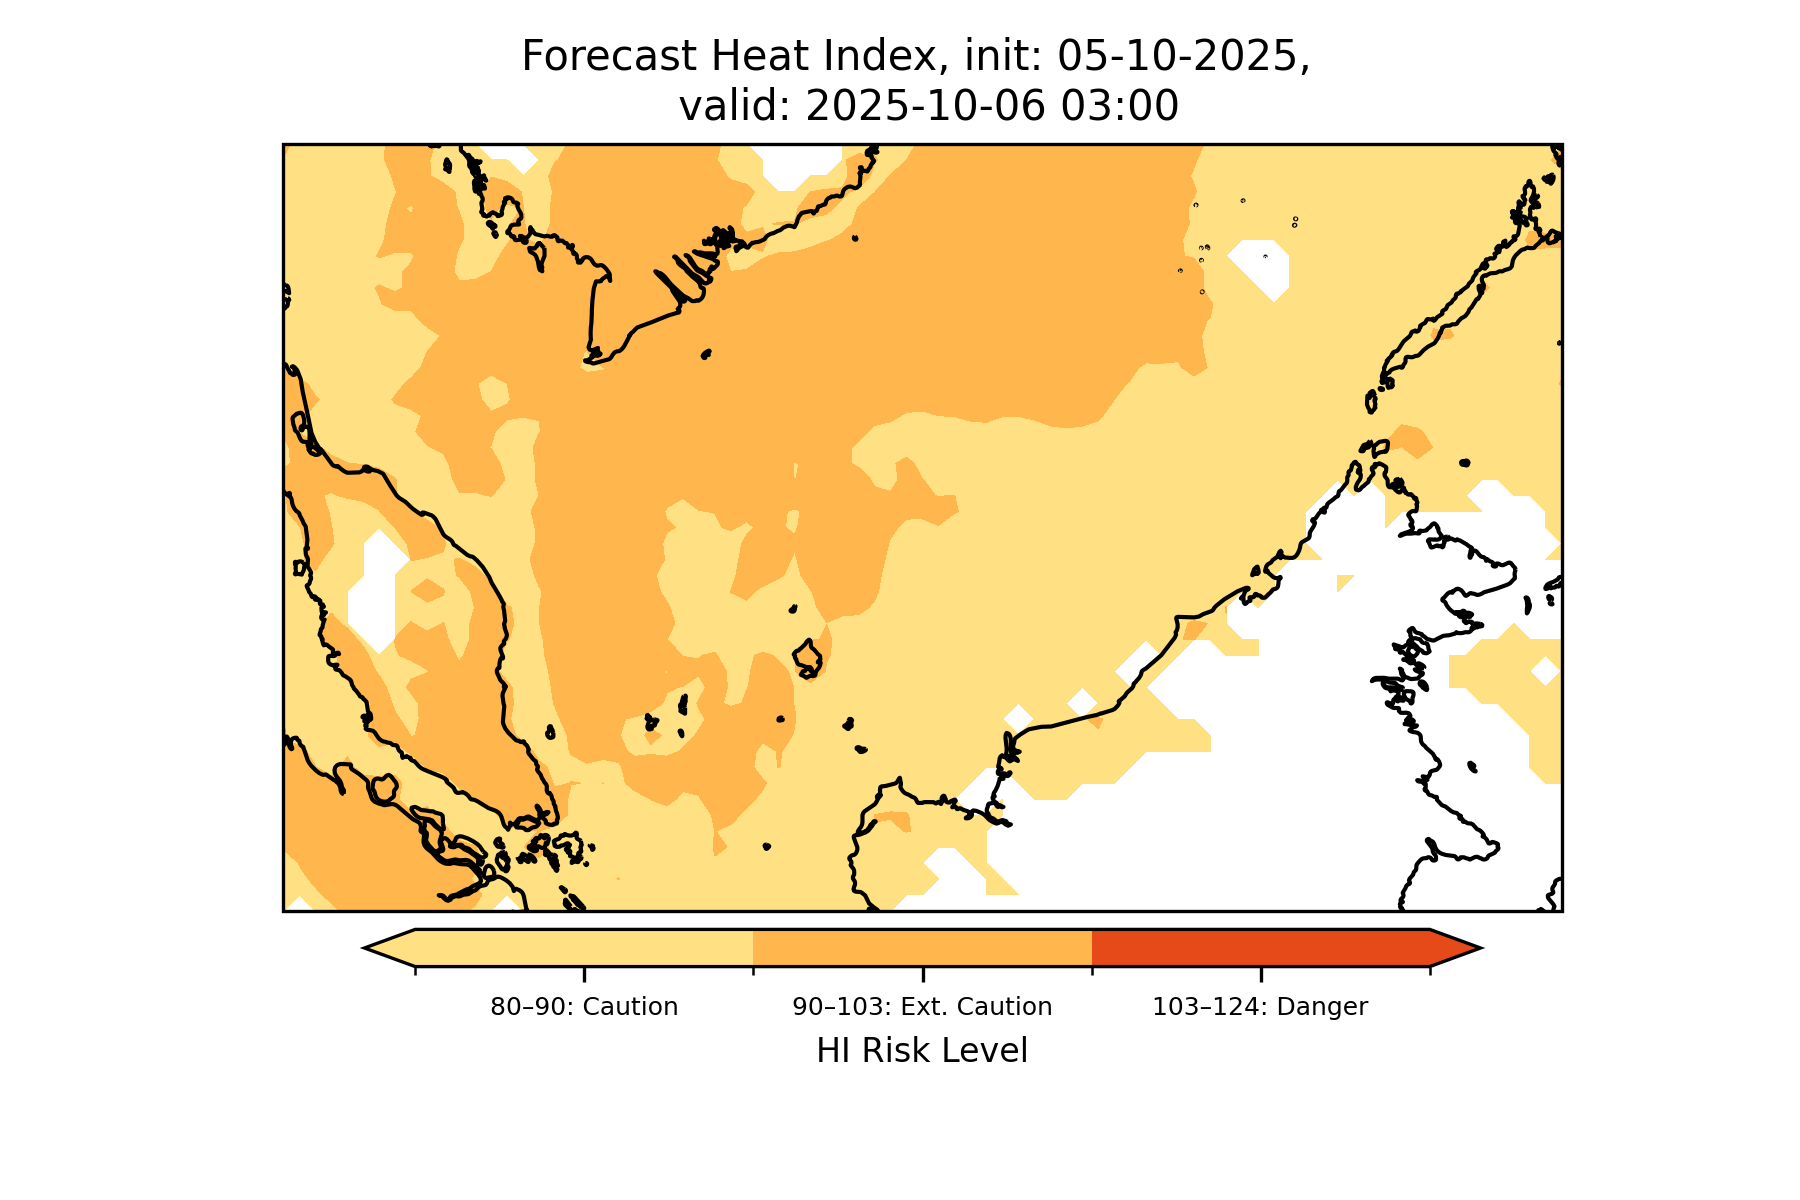 Forecast Heat Index, init: 05-10-2025,
valid: 2025-10-06 03:00
80–90: Caution
90–103: Ext. Caution
103–124: Danger
HI Risk Level